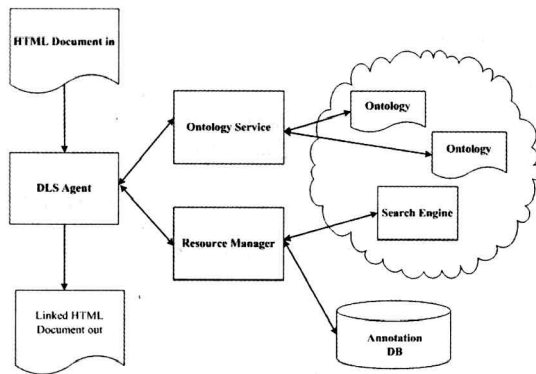 HTML Document in
Ontology
Ontology Service
Ontology
DLS Agent
Search Engine
Resource Manager
Linked HTML
Document out
Annotation
DB